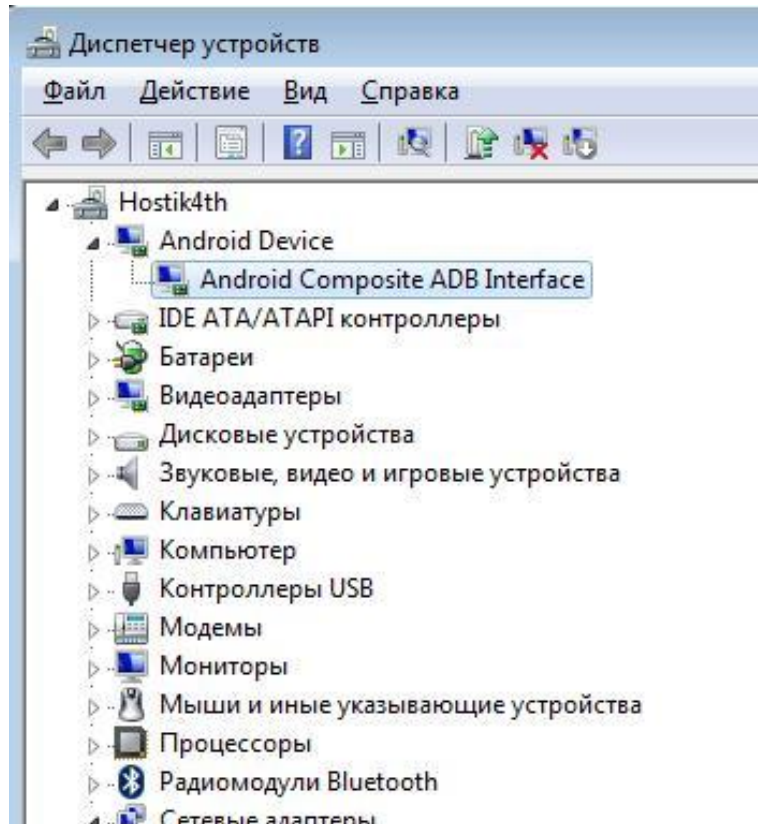 Диспетчер устройств
Файл Действие Вид Справка
Hostik4th
Android Device
Android Composite ADB Interface
IDE ATA/ATAPI контроллеры
Батареи
Видеоадаптеры
Дисковые устройства
Звуковые, видео и игровые устройства
Клавиатуры
Компьютер
Контроллеры USB
Модемы
Мониторы
Мыши и иные указывающие устройства
Процессоры
Радиомодули Bluetooth
Сетевые адаптеры